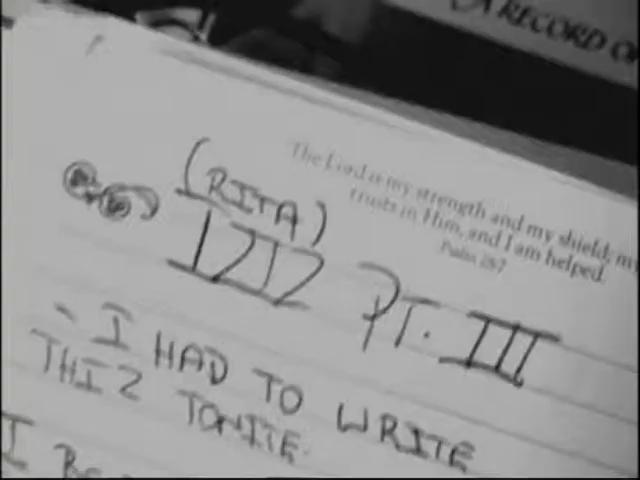 A RECORD O
The Lord is my strength and my shield; my
trusts in Him, and I am helped.
Psalm 28:7
(RITA)
1212 PT. III
- I HAD TO WRITE
THIZ TONITE.
I BE